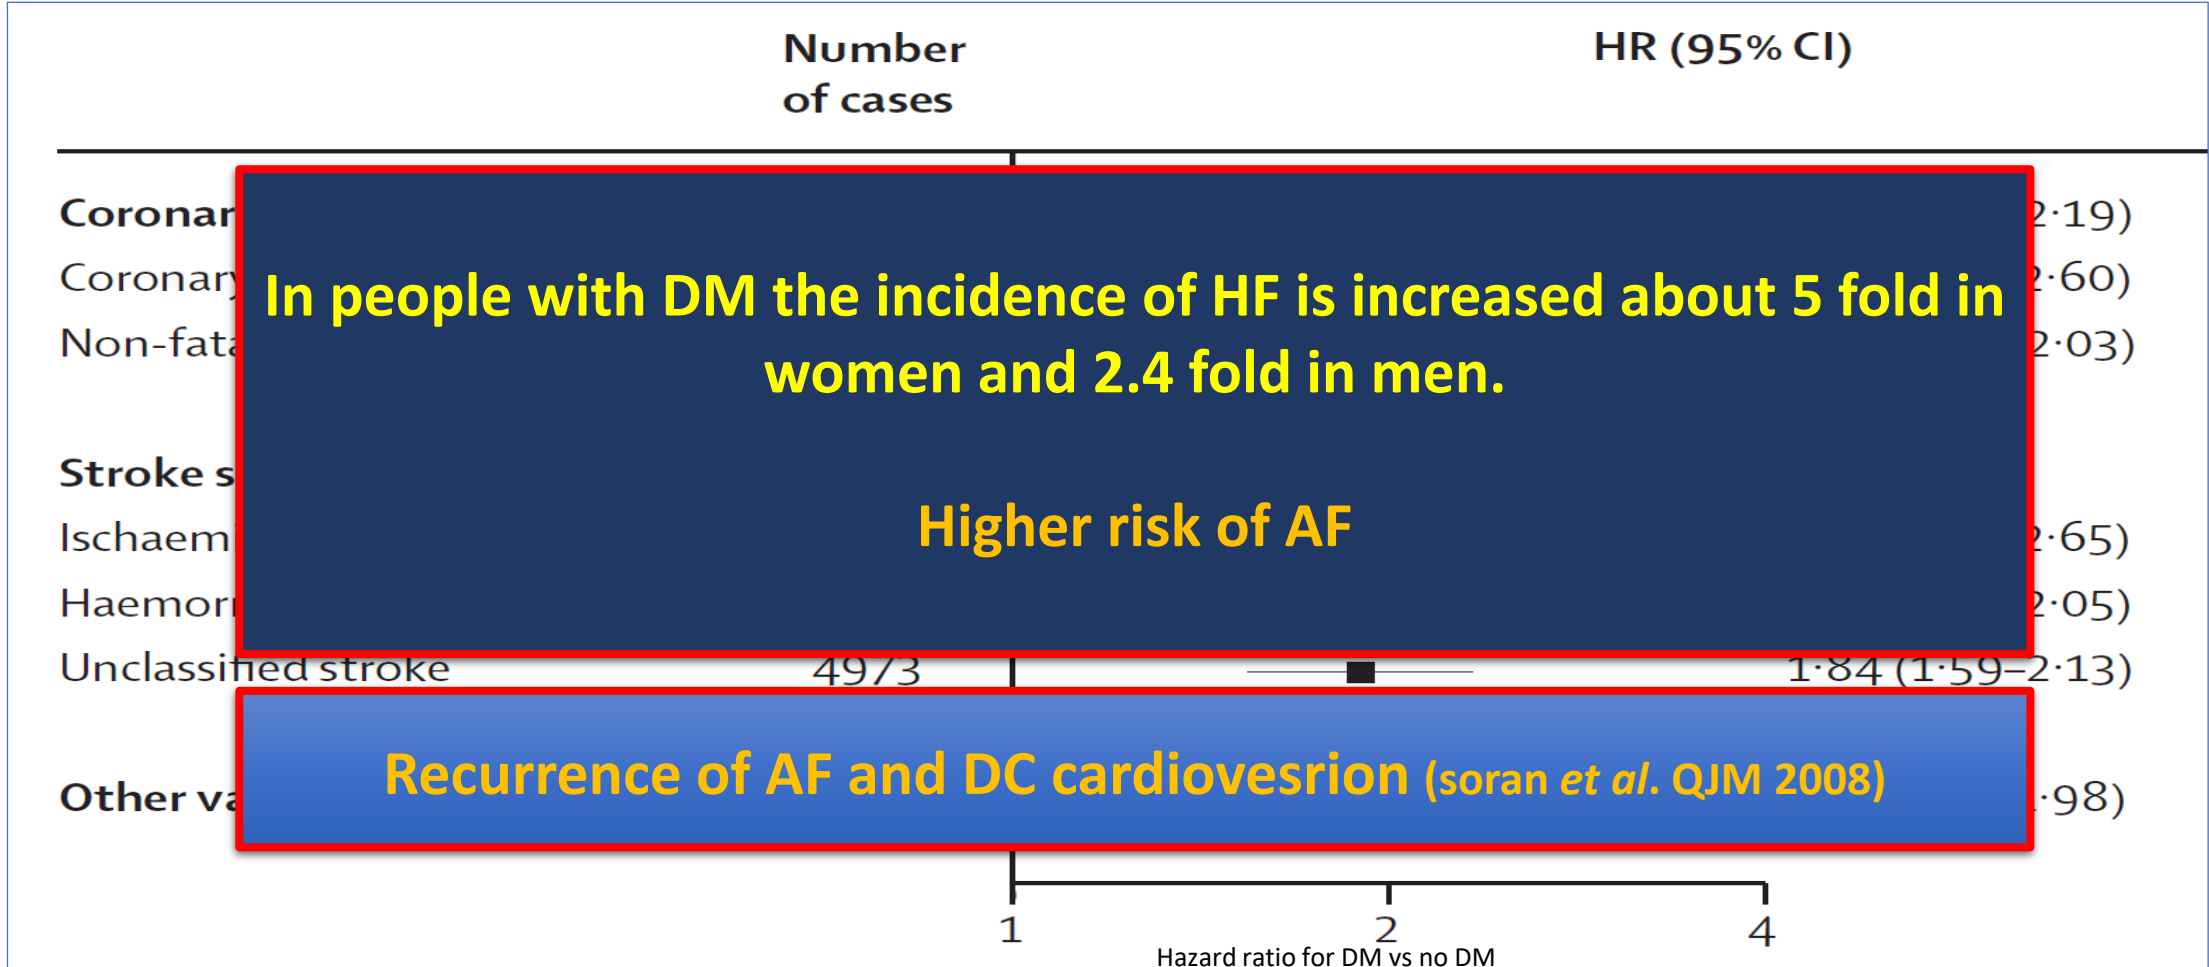 Number HR (95% CI)
of cases
Coronar 2·19)
Coronary 2·60)
Non-fata 2·03)
In people with DM the incidence of HF is increased about 5 fold in
women and 2.4 fold in men.
Higher risk of AF
Stroke s
Ischaemi 2·65)
Haemorr 2·05)
Unclassified stroke 4973 1·84 (1·59–2·13)
Recurrence of AF and DC cardiovesrion (soran et al. QJM 2008)
Other va ·98)
1 2 4
Hazard ratio for DM vs no DM